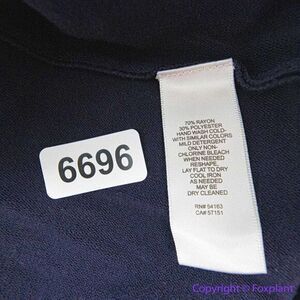 70% RAYON
30% POLYESTER
HAND WASH COLD-
WITH SIMILAR COLORS
MILD DETERGENT
ONLY NON-
CHLORINE BLEACH
WHEN NEEDED
RESHAPE,
LAY FLAT TO DRY
COOL IRON
AS NEEDED
MAY BE
DRY CLEANED
RN# 54163
CA# 57151
6696
Copyright © Foxplant